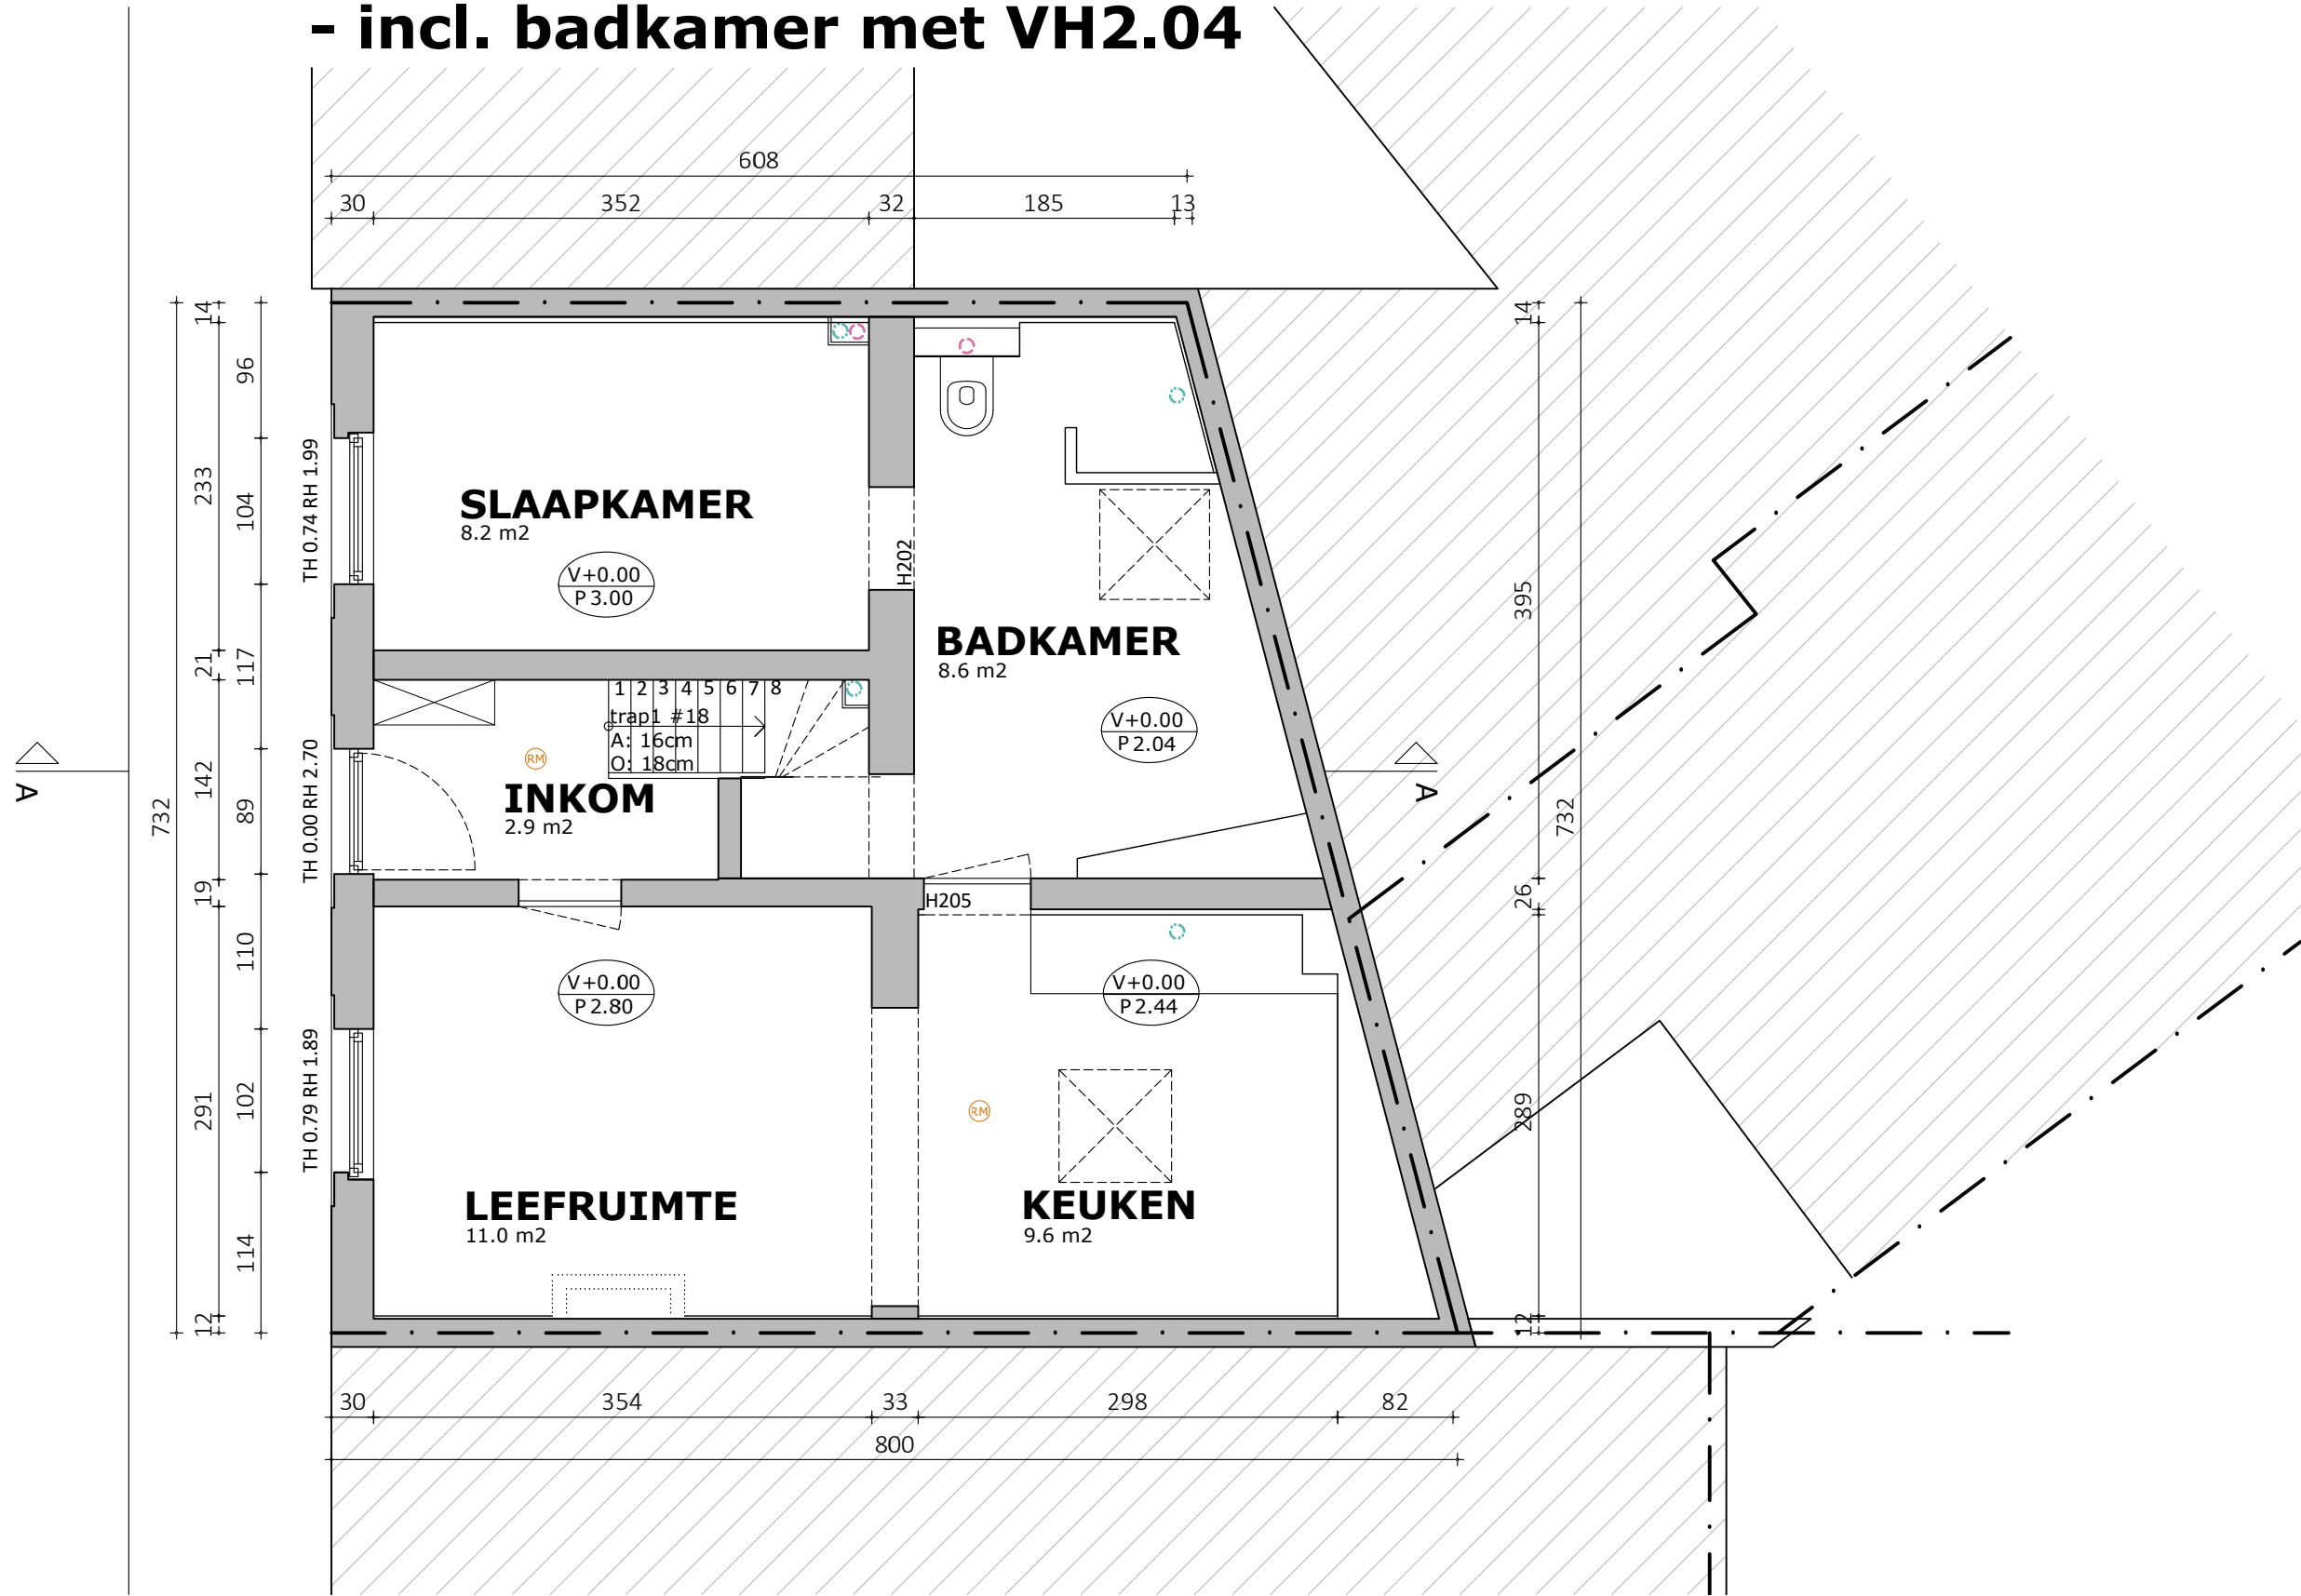 - incl. badkamer met VH2.04
608
30 352 32 185 13
14
96
233
104
TH 0.74 RH 1.99
SLAAPKAMER
8.2 m2
V+0.00
P 3.00
H202
14
395
BADKAMER
8.6 m2
V+0.00
P 2.04
21
117
1 2 3 4 5 6 7 8
trap1 #18
A: 16cm
O: 18cm
RM
INKOM
2.9 m2
TH 0.00 RH 2.70
142
89
732
A
A
732
19
26
H205
110
V+0.00
P 2.80
V+0.00
P 2.44
RM
TH 0.79 RH 1.89
291
102
289
LEEFRUIMTE
11.0 m2
KEUKEN
9.6 m2
114
12
12
30 354 33 298 82
800